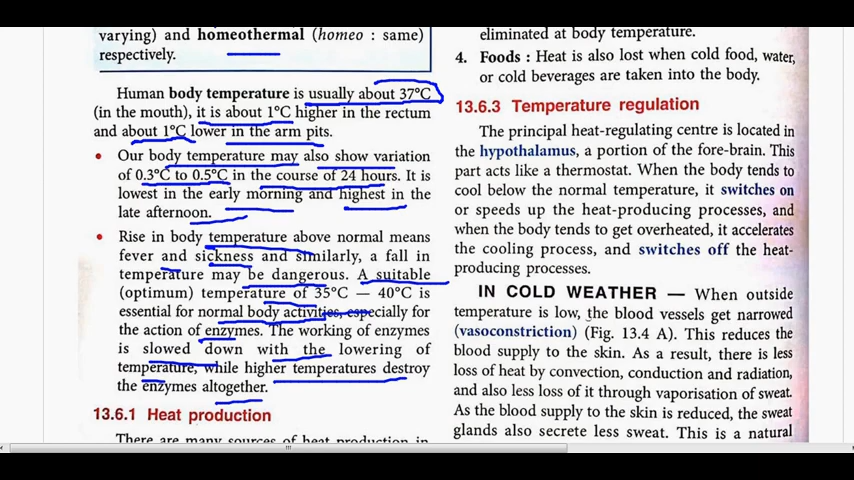 varying) and homeothermal (homeo : same)
respectively.
Human body temperature is usually about 37°C
(in the mouth), it is about 1°C higher in the rectum
and about 1°C lower in the arm pits.
• Our body temperature may also show variation
of 0.3°C to 0.5°C in the course of 24 hours. It is
lowest in the early morning and highest in the
late afternoon.
• Rise in body temperature above normal means
fever and sickness and similarly, a fall in
temperature may be dangerous. A suitable
(optimum) temperature of 35°C — 40°C is
essential for normal body activities, especially for
the action of enzymes. The working of enzymes
is slowed down with the lowering of
temperature, while higher temperatures destroy
the enzymes altogether.
13.6.1 Heat production
There are many sources of heat production in
eliminated at body temperature.
4. Foods : Heat is also lost when cold food, water,
or cold beverages are taken into the body.
13.6.3 Temperature regulation
The principal heat-regulating centre is located in
the hypothalamus, a portion of the fore-brain. This
part acts like a thermostat. When the body tends to
cool below the normal temperature, it switches on
or speeds up the heat-producing processes, and
when the body tends to get overheated, it accelerates
the cooling process, and switches off the heat-
producing processes.
IN COLD WEATHER — When outside
temperature is low, the blood vessels get narrowed
(vasoconstriction) (Fig. 13.4 A). This reduces the
blood supply to the skin. As a result, there is less
loss of heat by convection, conduction and radiation,
and also less loss of it through vaporisation of sweat.
As the blood supply to the skin is reduced, the sweat
glands also secrete less sweat. This is a natural